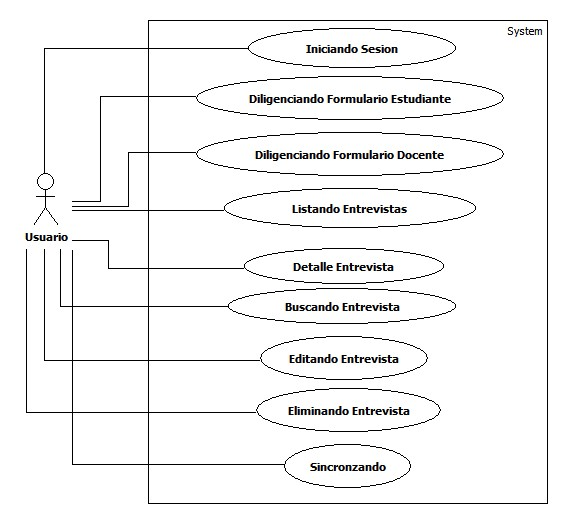 System
Iniciando Sesion
Diligenciando Formulario Estudiante
Diligenciando Formulario Docente
Listando Entrevistas
Usuario
Detalle Entrevista
Buscando Entrevista
Editando Entrevista
Eliminando Entrevista
Sincronzando